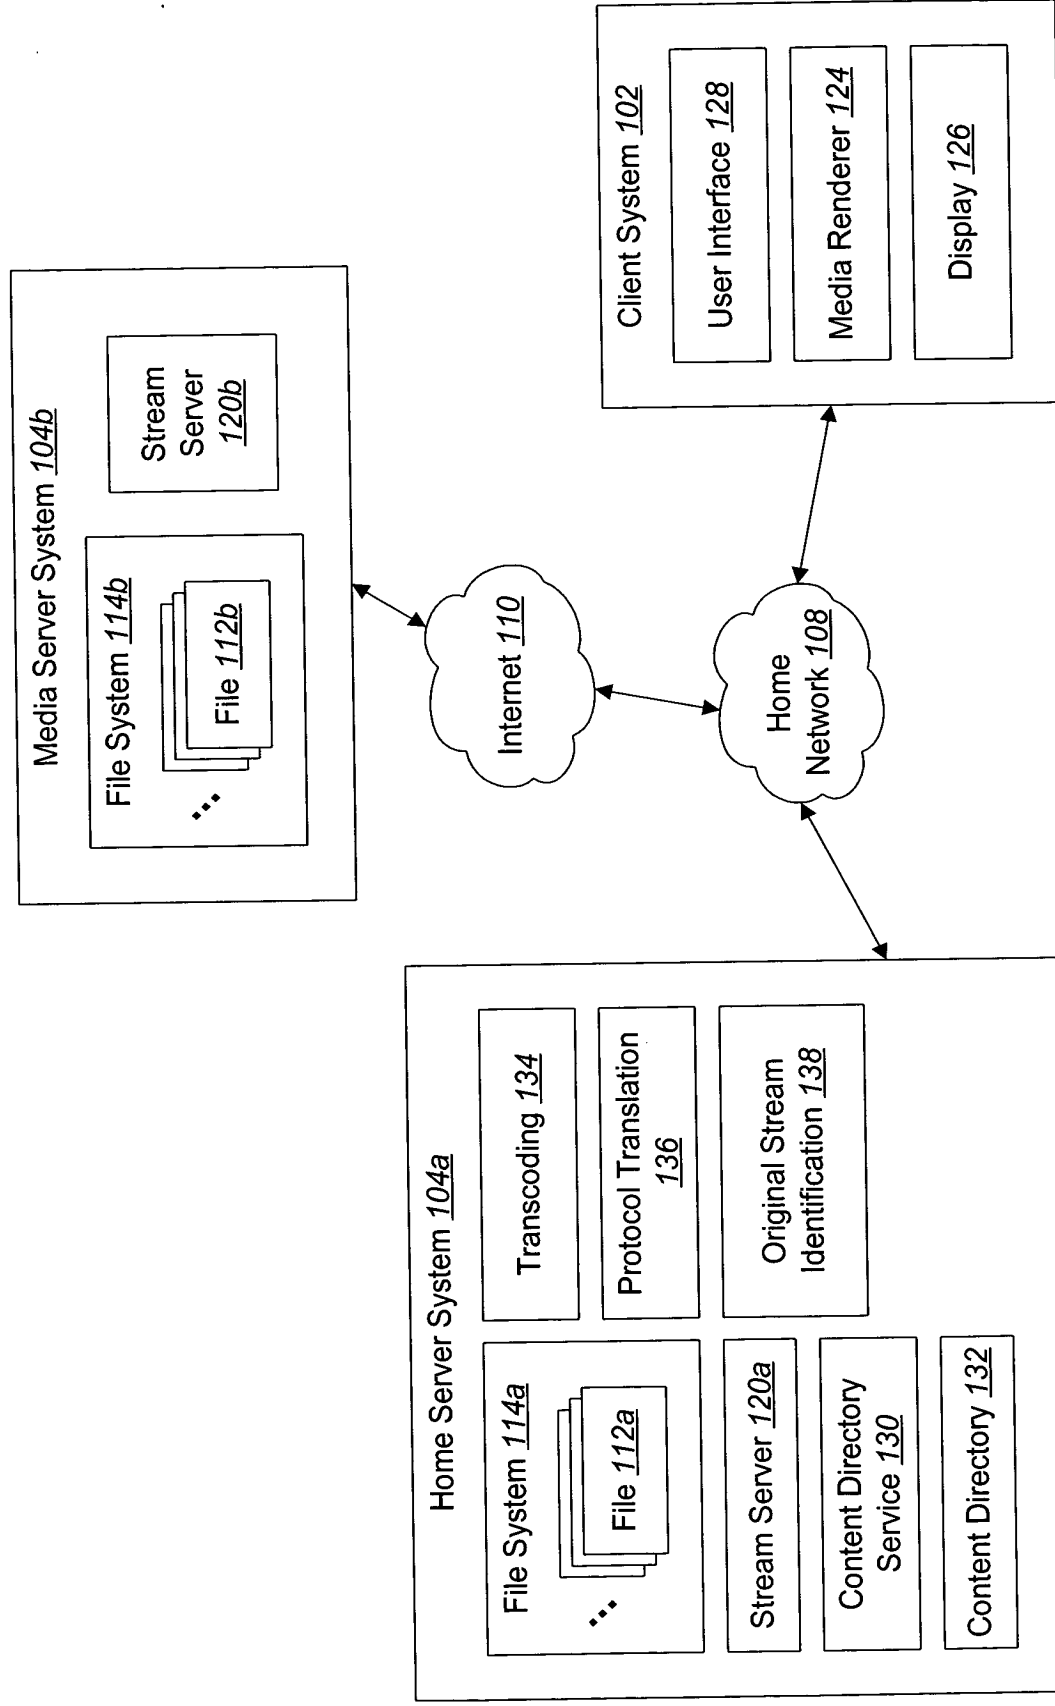 Media Server System 104b
File System 114b
File 112b
...
Stream
Server
120b
Internet 110
Home Server System 104a
File System 114a
File 112a
...
Stream Server 120a
Content Directory
Service 130
Content Directory 132
Transcoding 134
Protocol Translation
136
Original Stream
Identification 138
Home
Network 108
Client System 102
User Interface 128
Media Renderer 124
Display 126